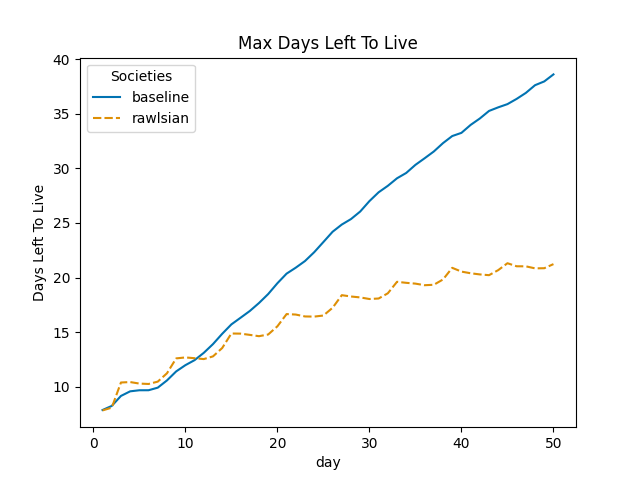 Max Days Left To Live
Societies
baseline
rawlsian
Days Left To Live
40
35
30
25
20
15
10
0 10 20 30 40 50
day